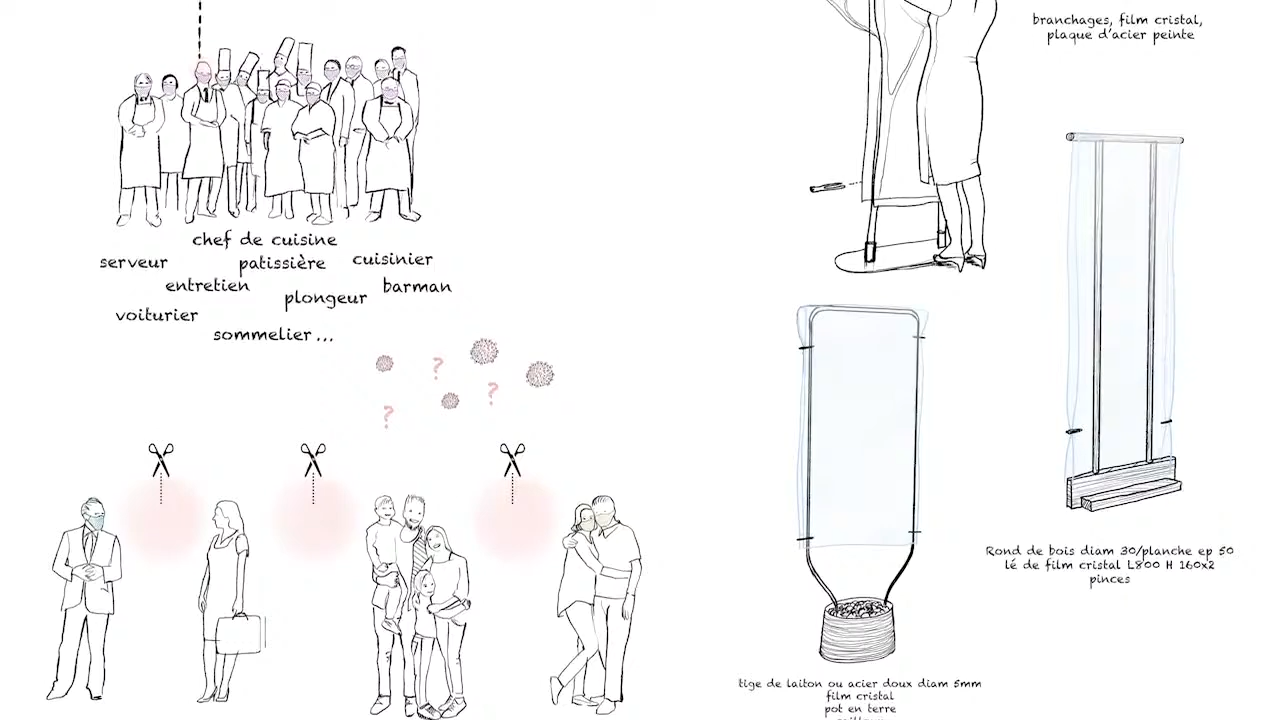 branchages, film cristal,
plaque d'acier peinte
chef de cuisine
serveur
patissière
cuisinier
entretien
plongeur
barman
voiturier
sommelier ...
?
?
?
Rond de bois diam 30/planche ep 50
lé de film cristal L800 H 160x2
pinces
tige de laiton ou acier doux diam 5mm
film cristal
pot en terre